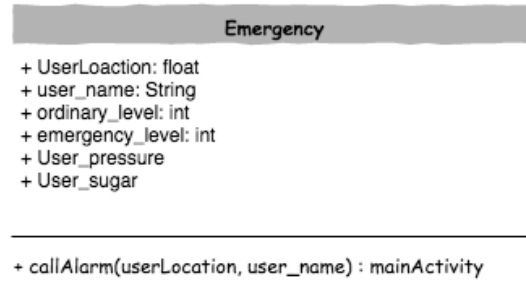 Emergency
+ UserLoaction: float
+ user_name: String
+ ordinary_level: int
+ emergency_level: int
+ User_pressure
+ User_sugar
+ callAlarm(userLocation, user_name) : mainActivity